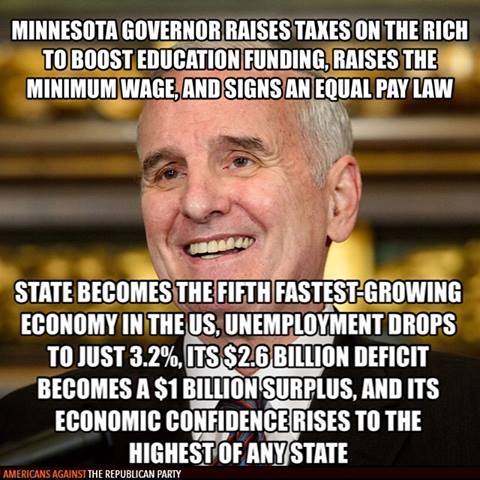 MINNESOTA GOVERNOR RAISES TAXES ON THE RICH
TO BOOST EDUCATION FUNDING, RAISES THE
MINIMUM WAGE, AND SIGNS AN EQUAL PAY LAW
STATE BECOMES THE FIFTH FASTEST-GROWING
ECONOMY IN THE US, UNEMPLOYMENT DROPS
TO JUST 3.2%, ITS $2.6 BILLION DEFICIT
BECOMES A $1 BILLION SURPLUS, AND ITS
ECONOMIC CONFIDENCE RISES TO THE
HIGHEST OF ANY STATE
AMERICANS AGAINST THE REPUBLICAN PARTY